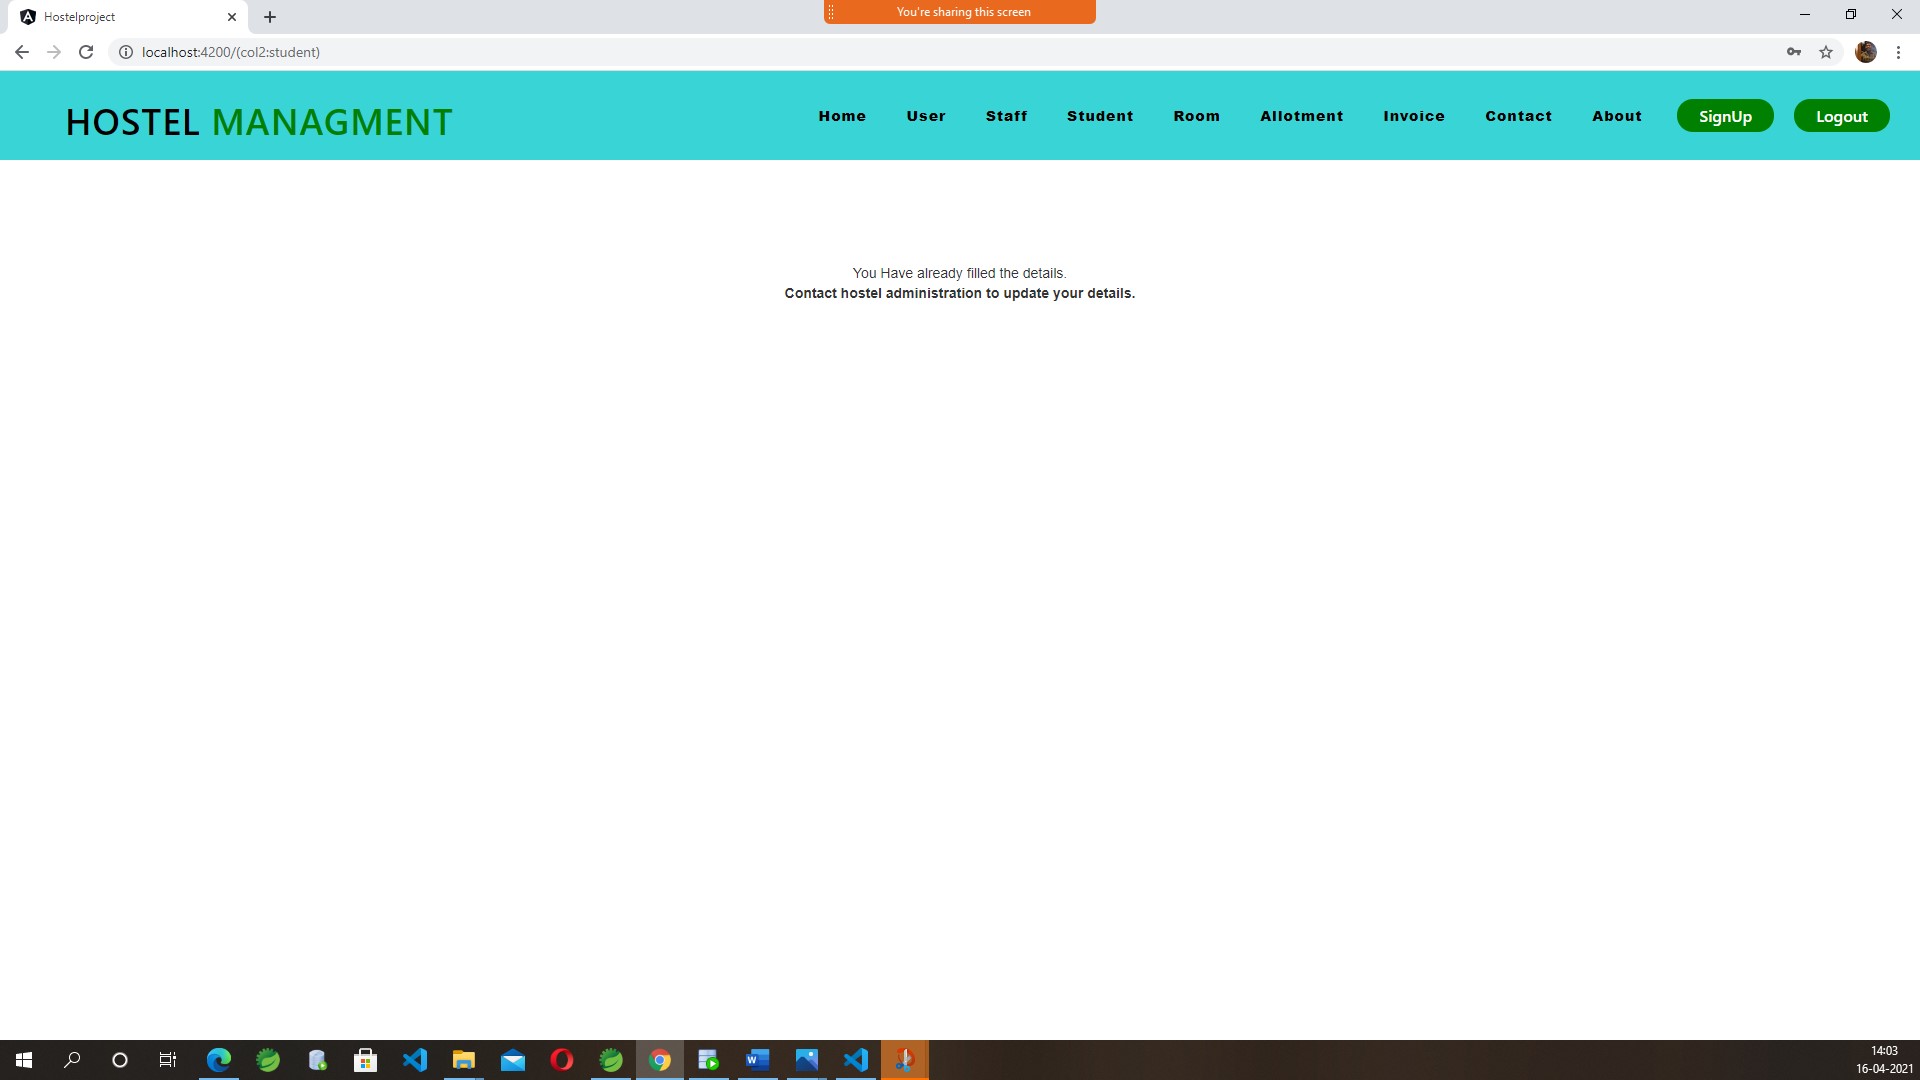 Hostelproject
You're sharing this screen
localhost:4200/(col2:student)
HOSTEL MANAGMENT
Home User Staff Student Room Allotment Invoice Contact About SignUp Logout
You Have already filled the details.
Contact hostel administration to update your details.
14:03
16-04-2021